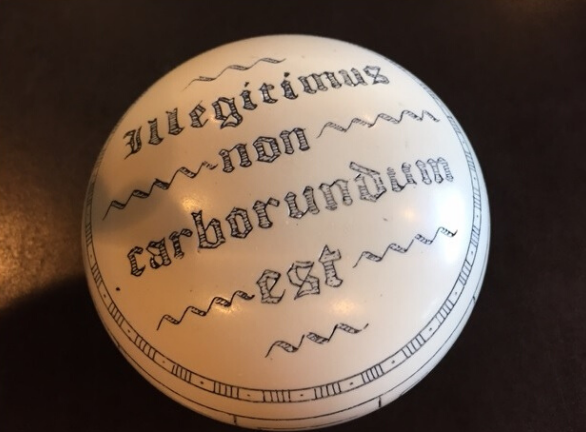 Illegitimus
non
carborundum
est